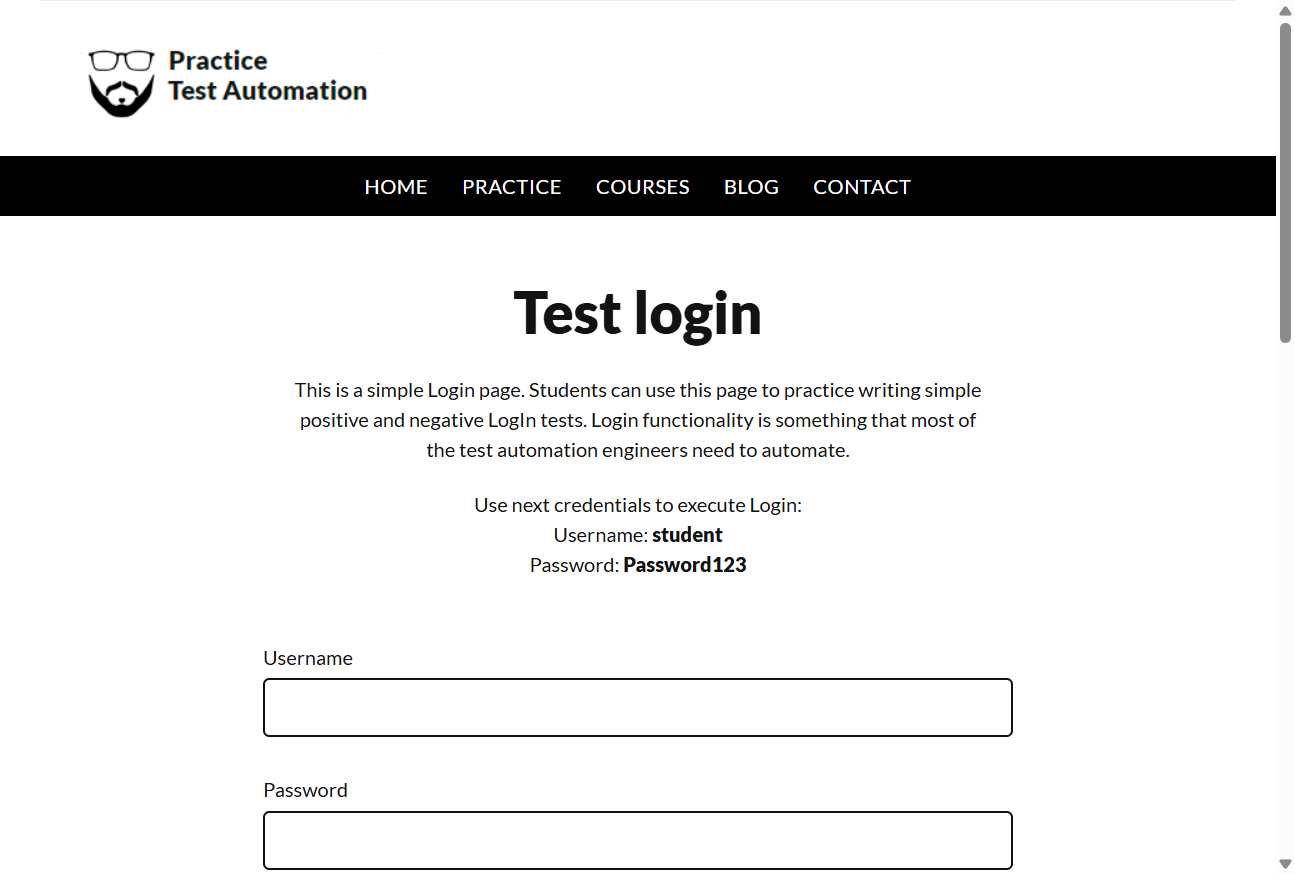 Practice
Test Automation
HOME PRACTICE COURSES BLOG CONTACT
Test login
This is a simple Login page. Students can use this page to practice writing simple
positive and negative LogIn tests. Login functionality is something that most of
the test automation engineers need to automate.
Use next credentials to execute Login:
Username: student
Password: Password123
Username
Password